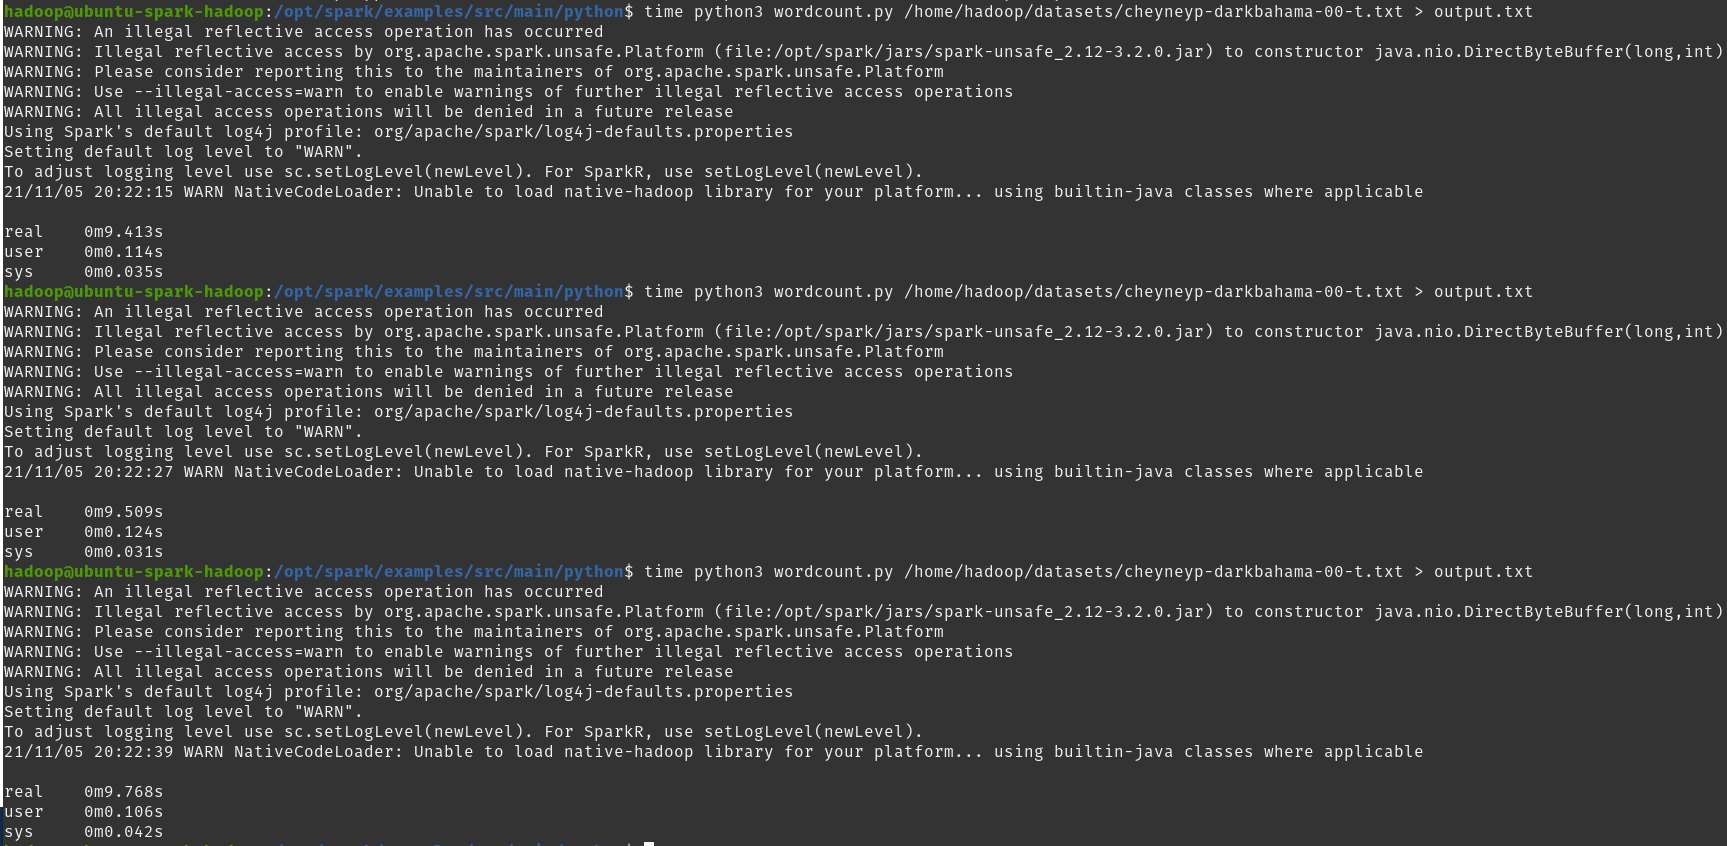 hadoop@ubuntu-spark-hadoop:/opt/spark/examples/src/main/python$ time python3 wordcount.py /home/hadoop/datasets/cheyneyp-darkbahama-00-t.txt > output.txt
WARNING: An illegal reflective access operation has occurred
WARNING: Illegal reflective access by org.apache.spark.unsafe.Platform (file:/opt/spark/jars/spark-unsafe_2.12-3.2.0.jar) to constructor java.nio.DirectByteBuffer(long,int)
WARNING: Please consider reporting this to the maintainers of org.apache.spark.unsafe.Platform
WARNING: Use --illegal-access=warn to enable warnings of further illegal reflective access operations
WARNING: All illegal access operations will be denied in a future release
Using Spark's default log4j profile: org/apache/spark/log4j-defaults.properties
Setting default log level to "WARN".
To adjust logging level use sc.setLogLevel(newLevel). For SparkR, use setLogLevel(newLevel).
21/11/05 20:22:15 WARN NativeCodeLoader: Unable to load native-hadoop library for your platform... using builtin-java classes where applicable
real    0m9.413s
user    0m0.114s
sys     0m0.035s
hadoop@ubuntu-spark-hadoop:/opt/spark/examples/src/main/python$ time python3 wordcount.py /home/hadoop/datasets/cheyneyp-darkbahama-00-t.txt > output.txt
WARNING: An illegal reflective access operation has occurred
WARNING: Illegal reflective access by org.apache.spark.unsafe.Platform (file:/opt/spark/jars/spark-unsafe_2.12-3.2.0.jar) to constructor java.nio.DirectByteBuffer(long,int)
WARNING: Please consider reporting this to the maintainers of org.apache.spark.unsafe.Platform
WARNING: Use --illegal-access=warn to enable warnings of further illegal reflective access operations
WARNING: All illegal access operations will be denied in a future release
Using Spark's default log4j profile: org/apache/spark/log4j-defaults.properties
Setting default log level to "WARN".
To adjust logging level use sc.setLogLevel(newLevel). For SparkR, use setLogLevel(newLevel).
21/11/05 20:22:27 WARN NativeCodeLoader: Unable to load native-hadoop library for your platform... using builtin-java classes where applicable
real    0m9.509s
user    0m0.124s
sys     0m0.031s
hadoop@ubuntu-spark-hadoop:/opt/spark/examples/src/main/python$ time python3 wordcount.py /home/hadoop/datasets/cheyneyp-darkbahama-00-t.txt > output.txt
WARNING: An illegal reflective access operation has occurred
WARNING: Illegal reflective access by org.apache.spark.unsafe.Platform (file:/opt/spark/jars/spark-unsafe_2.12-3.2.0.jar) to constructor java.nio.DirectByteBuffer(long,int)
WARNING: Please consider reporting this to the maintainers of org.apache.spark.unsafe.Platform
WARNING: Use --illegal-access=warn to enable warnings of further illegal reflective access operations
WARNING: All illegal access operations will be denied in a future release
Using Spark's default log4j profile: org/apache/spark/log4j-defaults.properties
Setting default log level to "WARN".
To adjust logging level use sc.setLogLevel(newLevel). For SparkR, use setLogLevel(newLevel).
21/11/05 20:22:39 WARN NativeCodeLoader: Unable to load native-hadoop library for your platform... using builtin-java classes where applicable
real    0m9.768s
user    0m0.106s
sys     0m0.042s